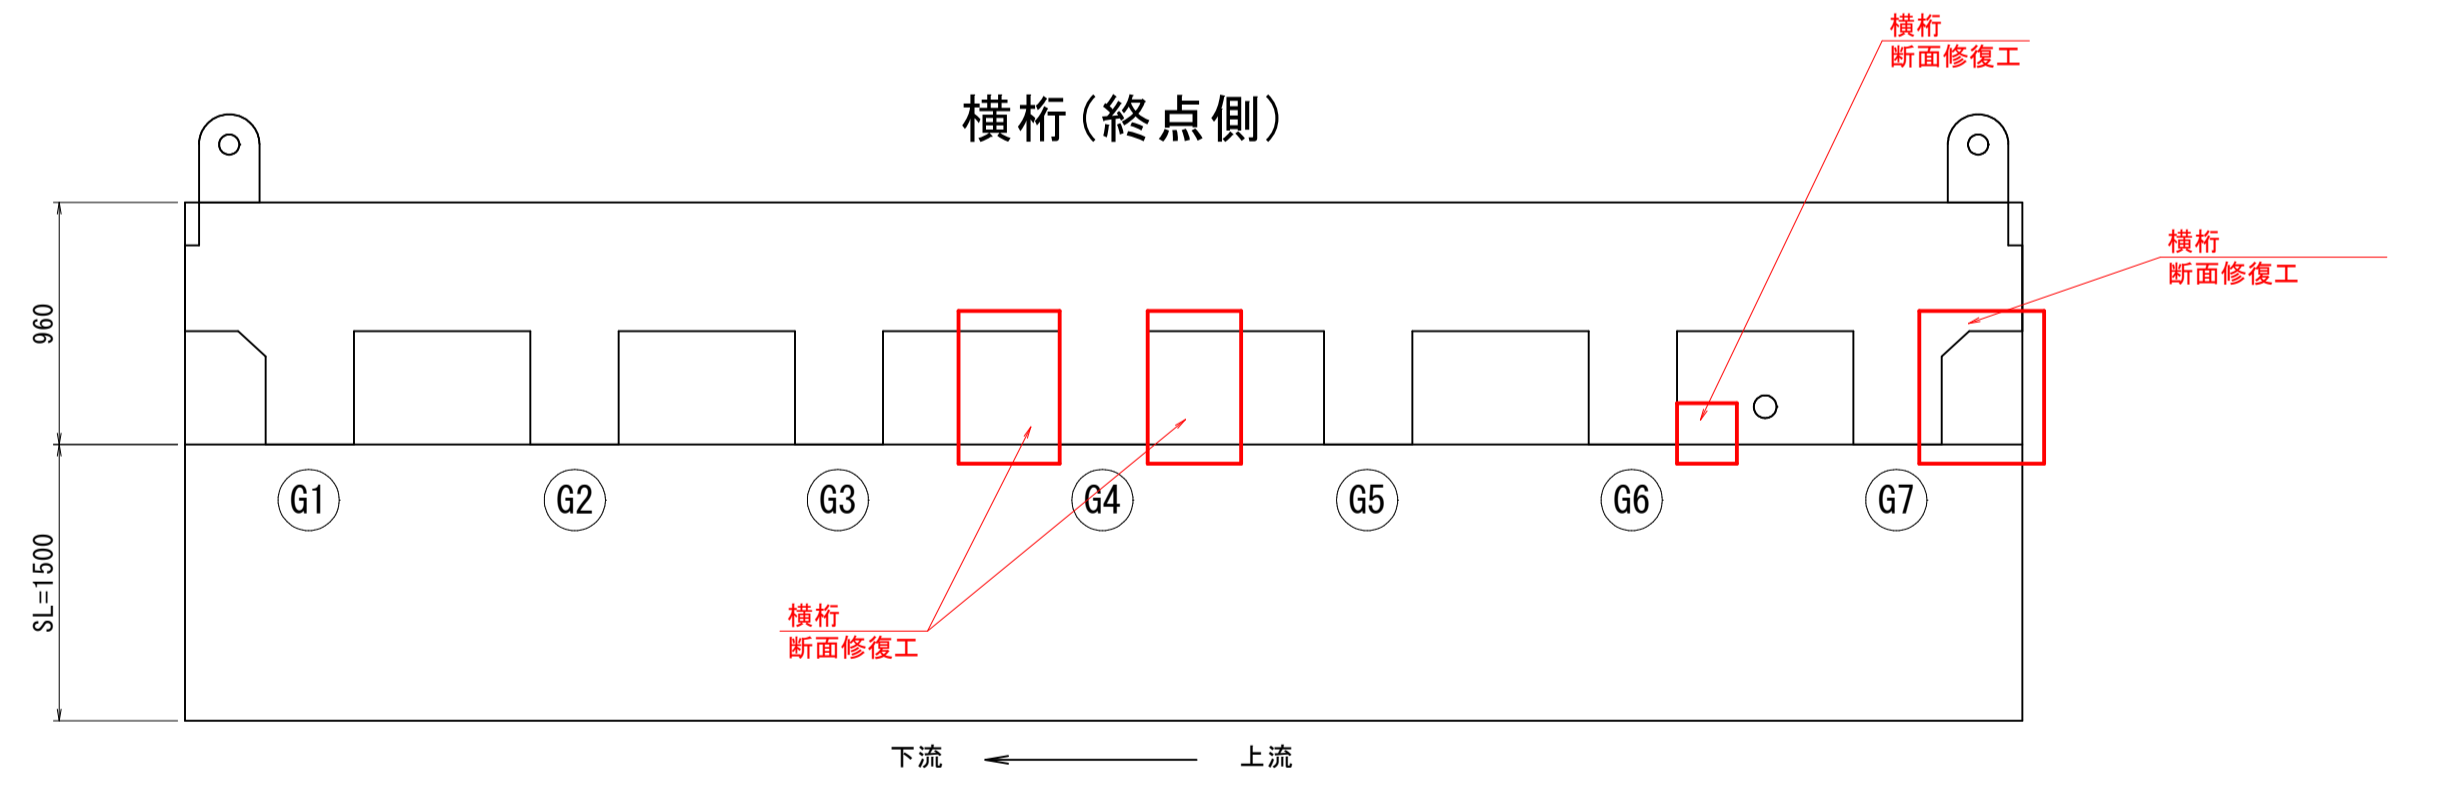 横桁
断面修復工
横桁(終点側)
横桁
断面修復工
960
G1
G2
G3
G4
G5
G6
G7
SL=1500
横桁
断面修復工
下流
上流